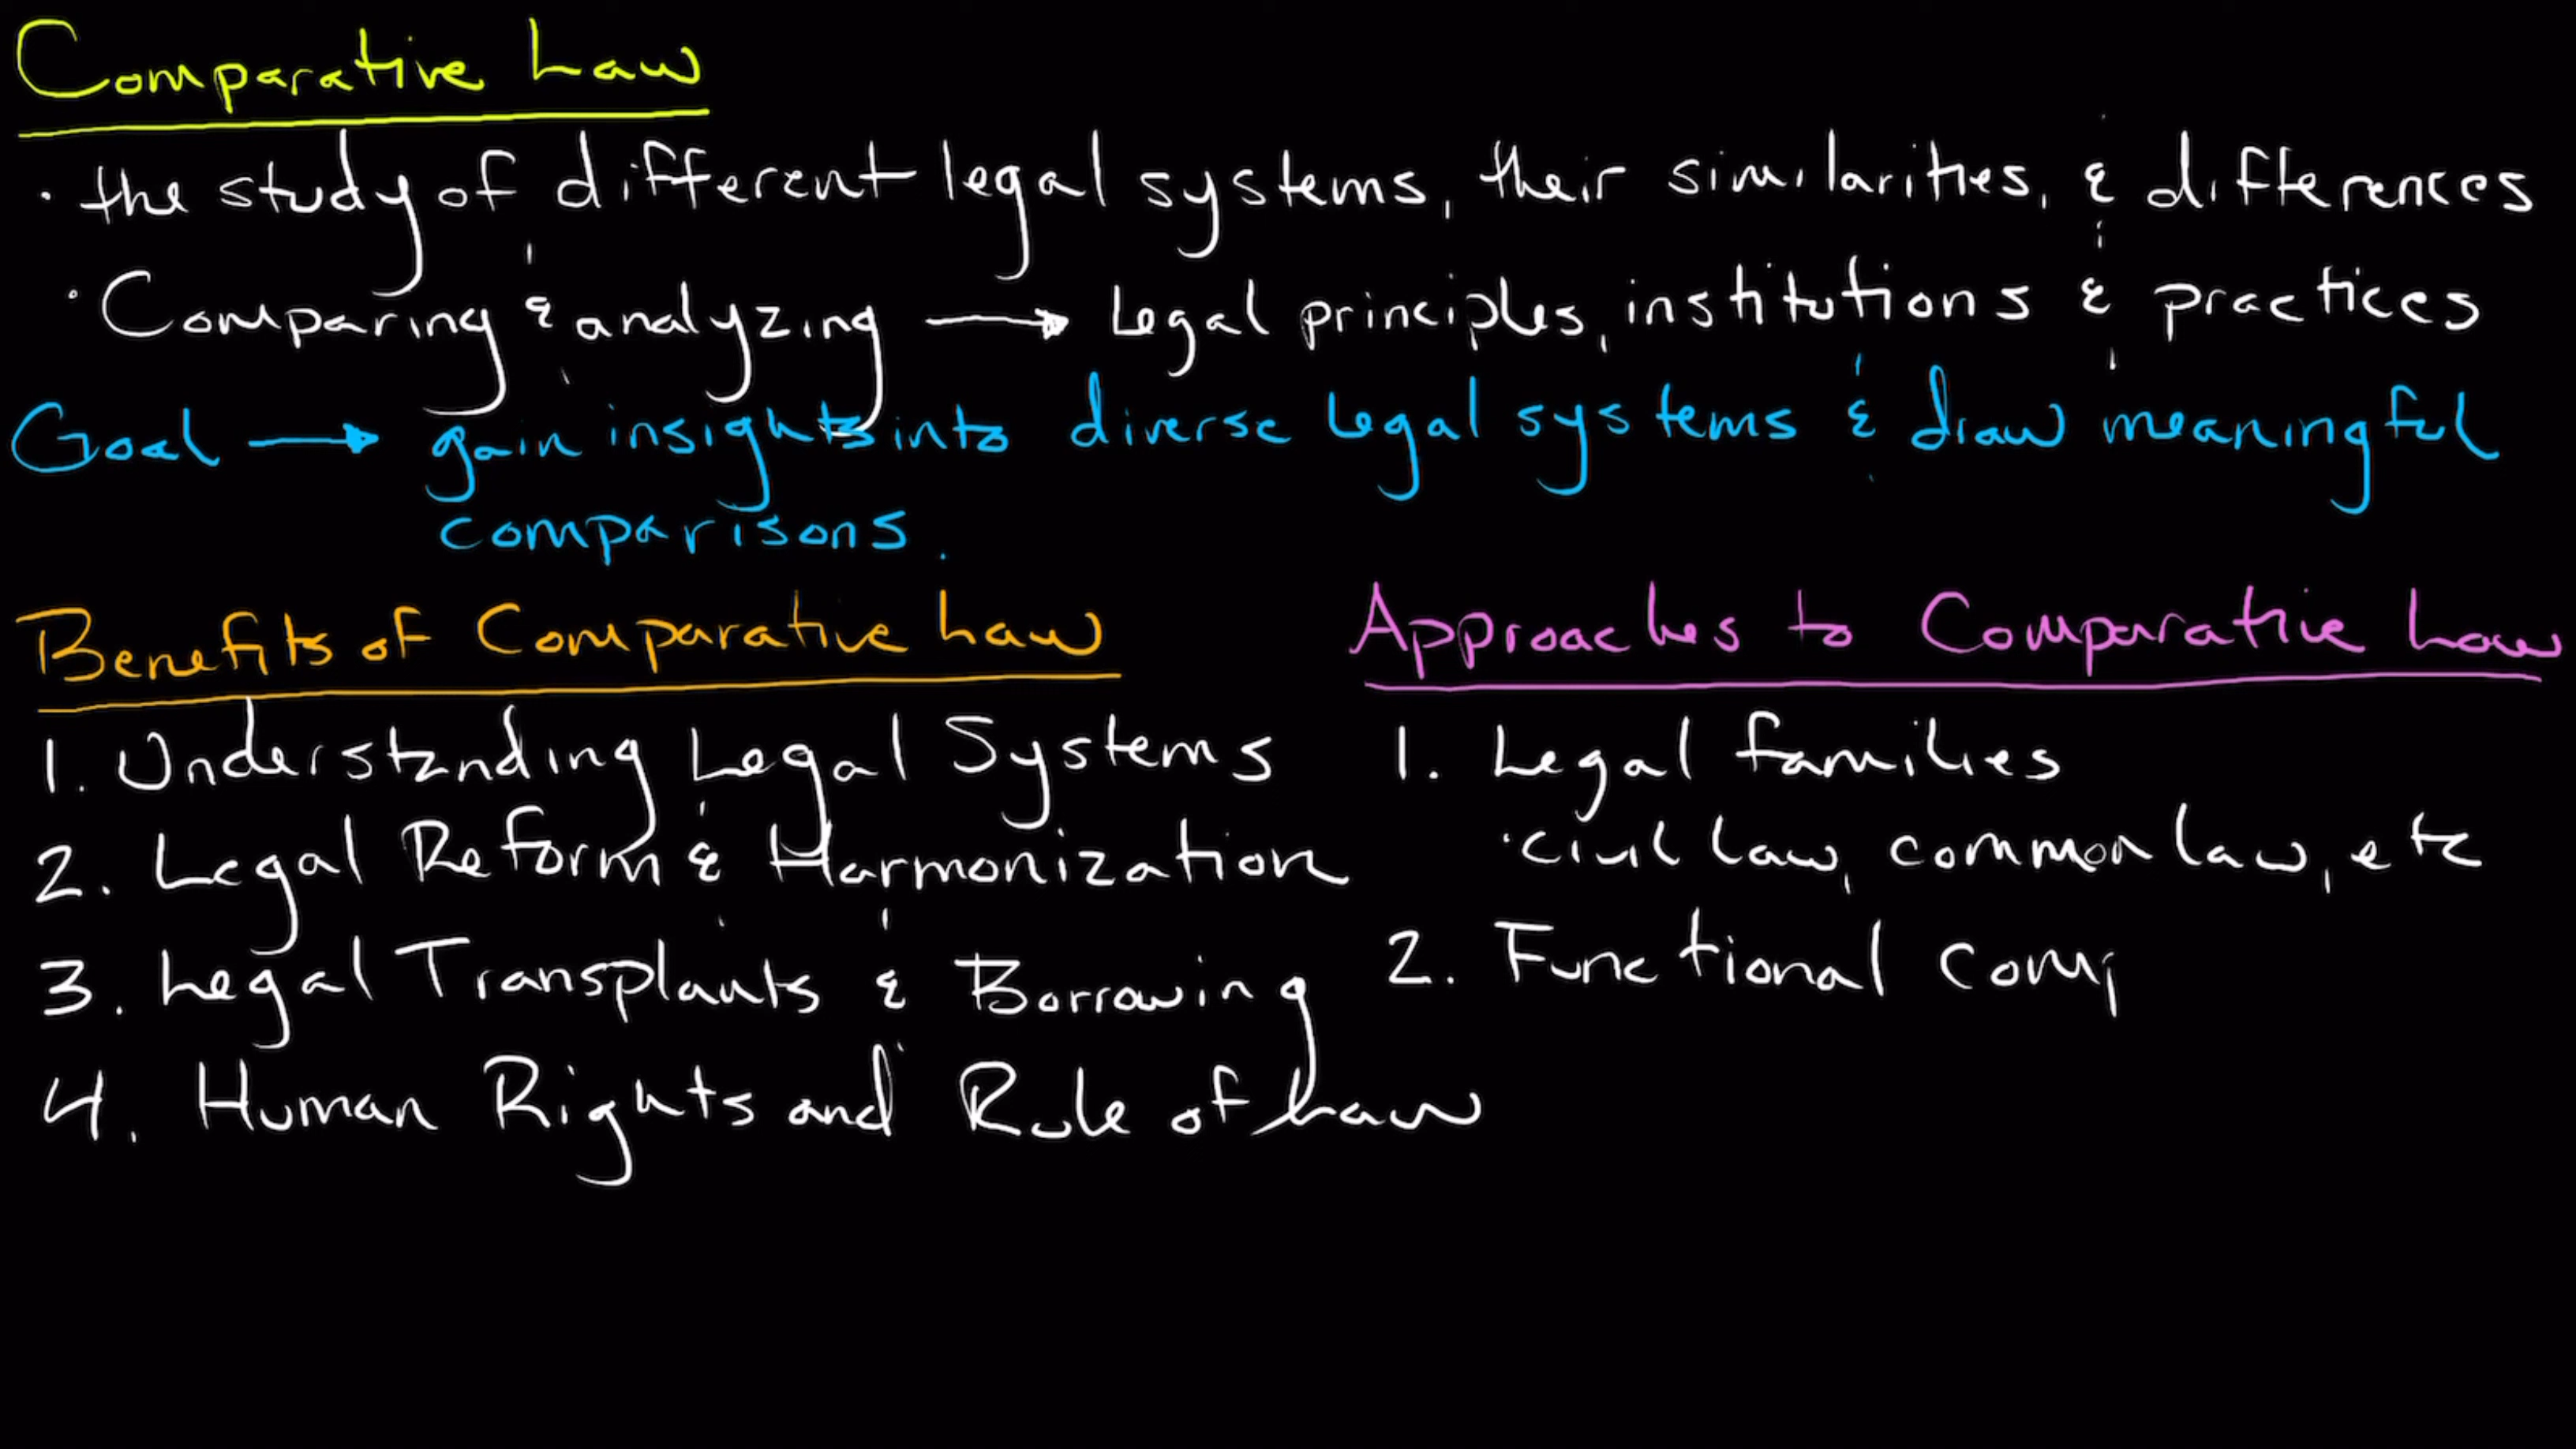 Comparative Law
· the study of different legal systems, their similarities, & differences
· Comparing & analyzing → Legal principles, institutions & practices
Goal → gain insights into diverse legal systems & draw meaningful
comparisons.
Benefits of Comparative Law
1. Understanding Legal Systems
2. Legal Reform & Harmonization
3. Legal Transplants & Borrowing
4. Human Rights and Rule of Law
Approaches to Comparative Law
1. Legal families
· civil law, common law, etc
2. Functional comp